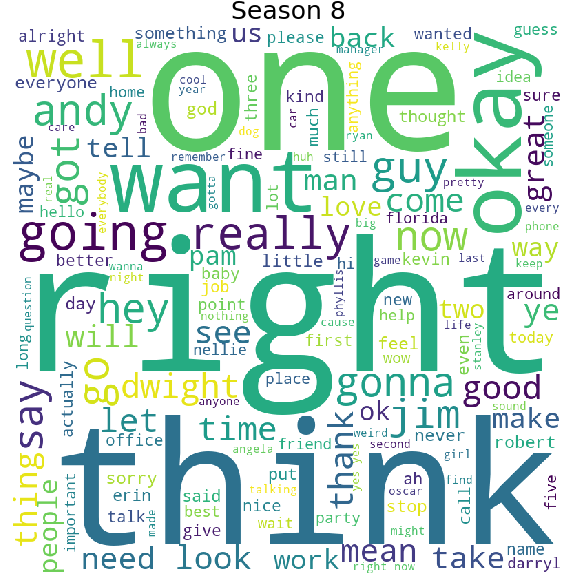 Season 8
alright
something
always
us
please
back
manager
wanted
kelly
guess
well
one
okay
everyone
home
cool
year
god
three
kind
car
much
anything
idea
sure
someone
andy
care
bad
dog
thought
ryan
maybe
got
tell
remember
fine
huh
still
great
real
hello
everybody
want
gotta
lot
man
guy
come
pretty
every
going
really
love
florida
big
now
way
phone
better
wanna
night
pam
little
hi
game
kevin
last
keep
question
long
right
day
hey
baby
job
point
nothing
phyllis
cause
new
help
two
around
ye
will
see
first
feel
wow
life
even
stanley
today
nellie
actually
go
dwight
place
anyone
gonna
good
say
let
time
ok
jim
sound
make
thing
office
angela
friend
weird
second
never
girl
robert
think
thank
people
important
sorry
erin
talk
made
said
best
give
put
nice
talking
wait
party
yes yes
ah
oscar
stop
might
call
find
five
need
look
work
mean
right now
take
name
darryl